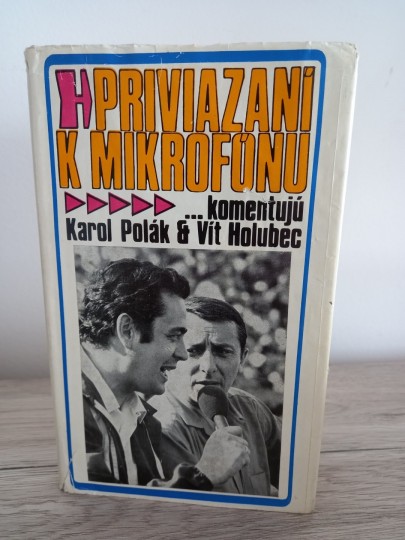 PRIVIAZANÍ
K MIKROFÓNU
...komentujú
Karol Polák & Vít Holubec